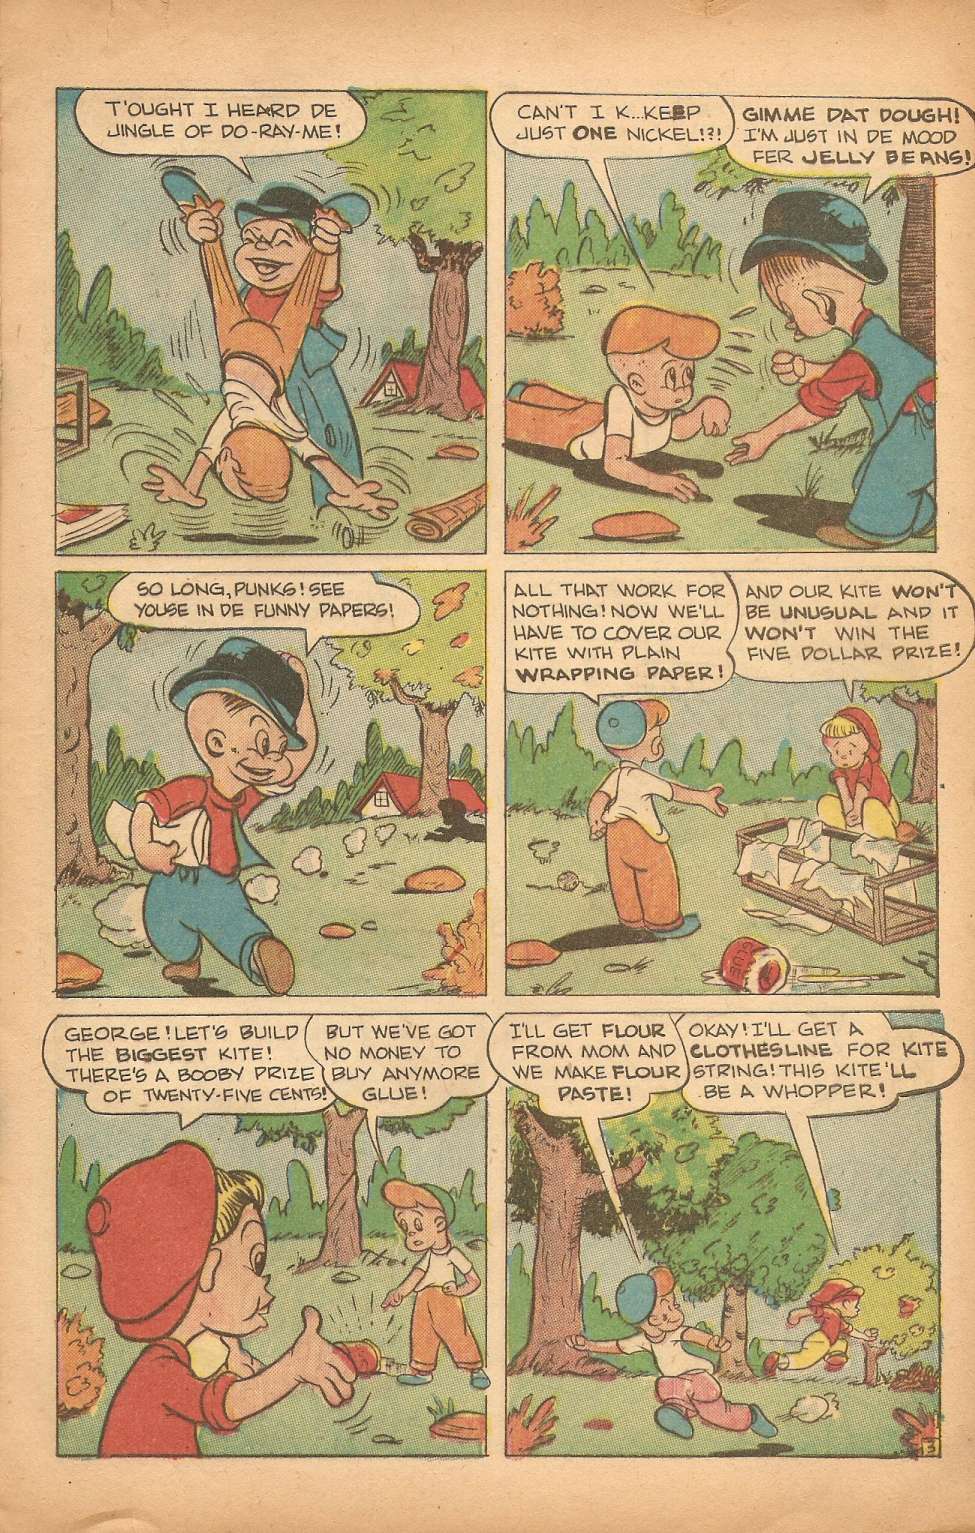 T'OUGHT I HEARD DE
JINGLE OF DO-RAY-ME!
CAN'T I K...KEEP
JUST ONE NICKEL!?!
GIMME DAT DOUGH!
I'M JUST IN DE MOOD
FER JELLY BEANS!
SO LONG, PUNKS! SEE
YOUSE IN DE FUNNY PAPERS!
ALL THAT WORK FOR
NOTHING! NOW WE'LL
HAVE TO COVER OUR
KITE WITH PLAIN
WRAPPING PAPER!
AND OUR KITE WON'T
BE UNUSUAL AND IT
WON'T WIN THE
FIVE DOLLAR PRIZE!
GLUE
GEORGE! LET'S BUILD
THE BIGGEST KITE!
THERE'S A BOOBY PRIZE
OF TWENTY-FIVE CENTS!
BUT WE'VE GOT
NO MONEY TO
BUY ANYMORE
GLUE!
I'LL GET FLOUR
FROM MOM AND
WE MAKE FLOUR
PASTE!
OKAY! I'LL GET A
CLOTHESLINE FOR KITE
STRING! THIS KITE'LL
BE A WHOPPER!
3